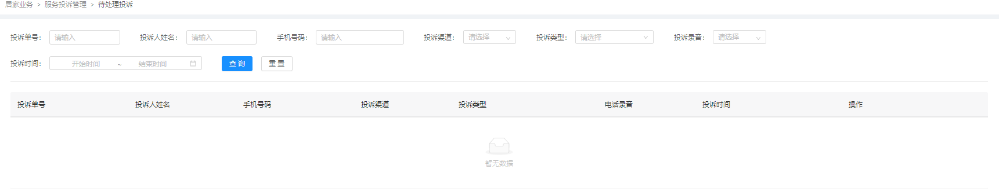 居家业务 > 服务投诉管理 > 待处理投诉
投诉单号: 请输入 投诉人姓名: 请输入 手机号码: 请输入 投诉渠道: 请选择 投诉类型: 请选择 投诉录音: 请选择
投诉时间: 开始时间 ~ 结束时间 查 询 重 置
投诉单号 投诉人姓名 手机号码 投诉渠道 投诉类型 电话录音 投诉时间 操作
暂无数据